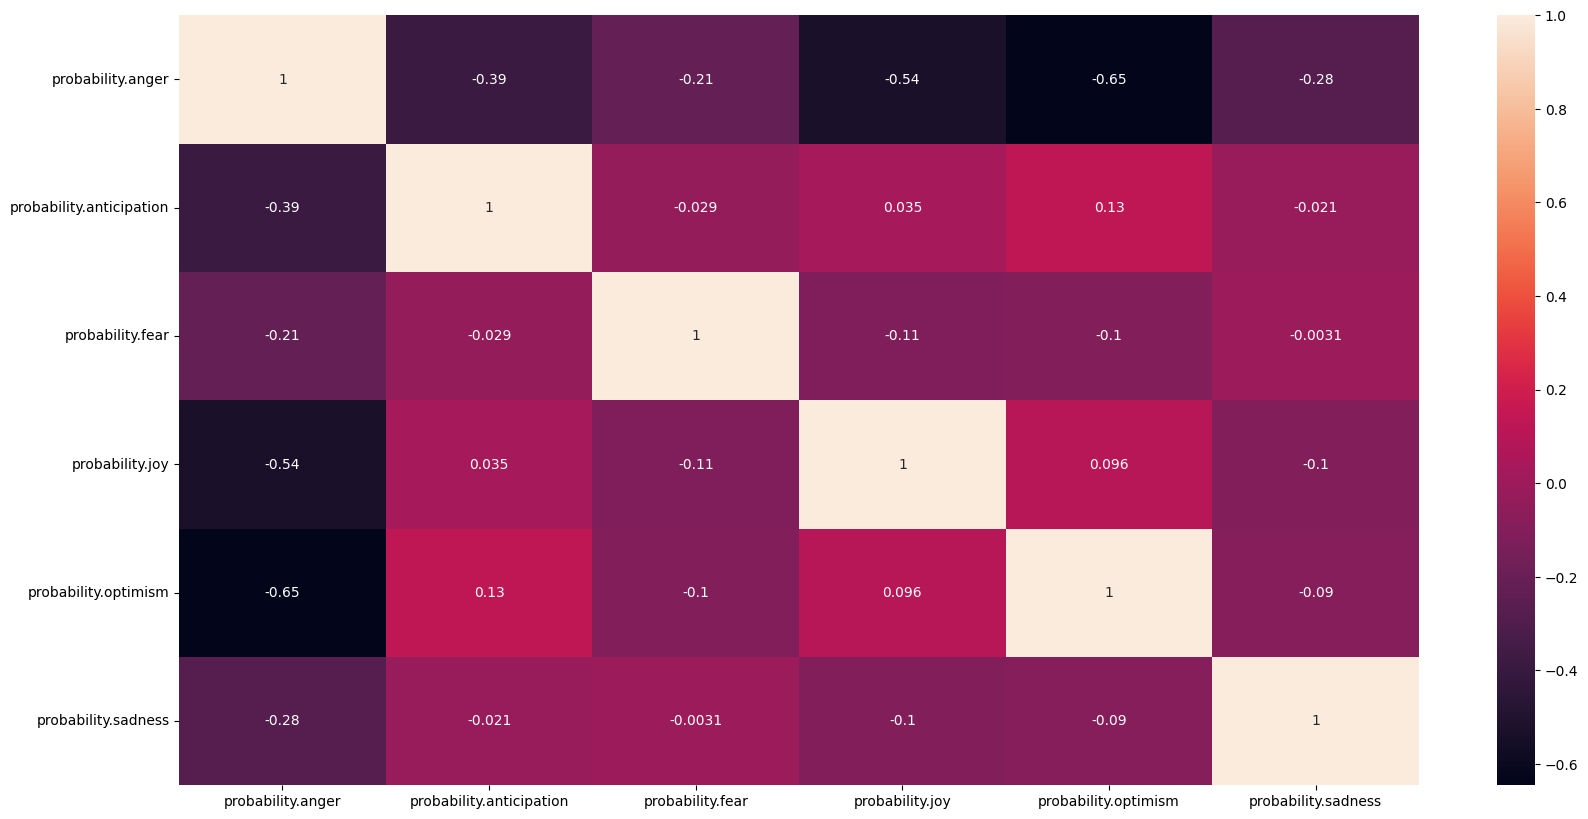 probability.anger 1 -0.39 -0.21 -0.54 -0.65 -0.28
probability.anticipation -0.39 1 -0.029 0.035 0.13 -0.021
probability.fear -0.21 -0.029 1 -0.11 -0.1 -0.0031
probability.joy -0.54 0.035 -0.11 1 0.096 -0.1
probability.optimism -0.65 0.13 -0.1 0.096 1 -0.09
probability.sadness -0.28 -0.021 -0.0031 -0.1 -0.09 1
probability.anger probability.anticipation probability.fear probability.joy probability.optimism probability.sadness
1.0
0.8
0.6
0.4
0.2
0.0
−0.2
−0.4
−0.6